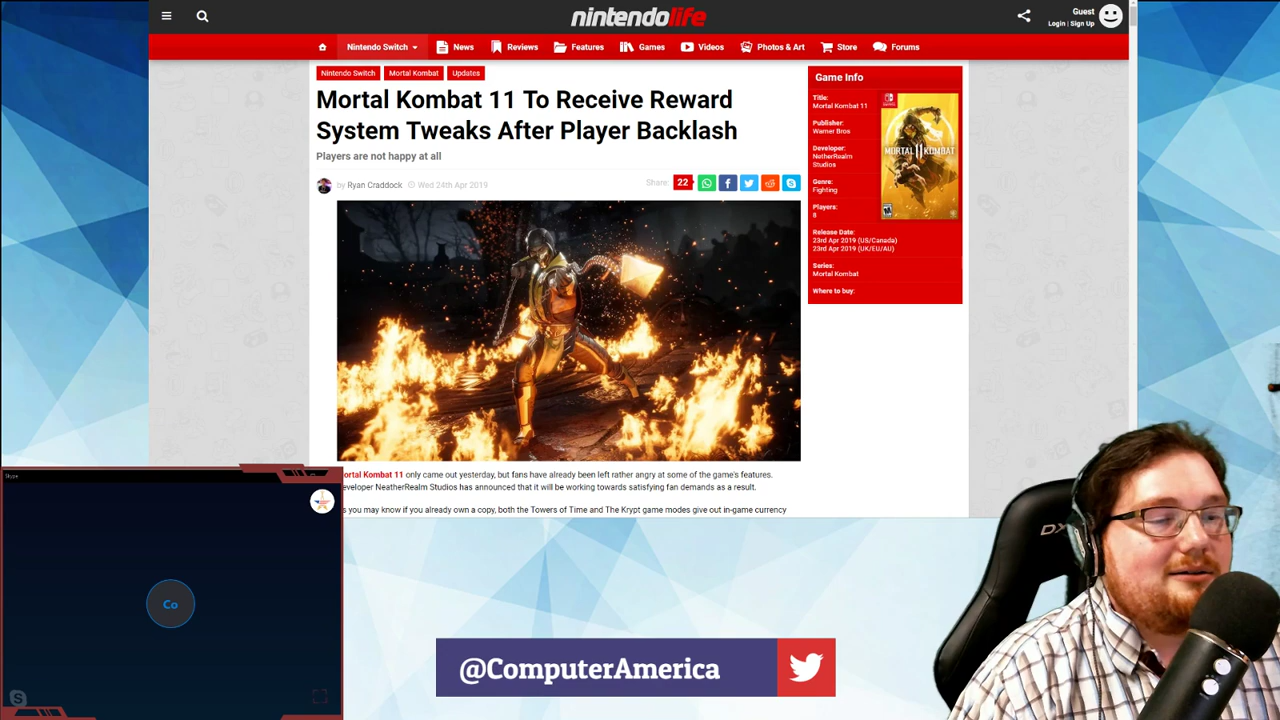 nintendolife
Guest
Login | Sign Up
Nintendo Switch
News
Reviews
Features
Games
Videos
Photos & Art
Store
Forums
Nintendo Switch
Mortal Kombat
Updates
Mortal Kombat 11 To Receive Reward
System Tweaks After Player Backlash
Players are not happy at all
by Ryan Craddock
Wed 24th Apr 2019
Share:
22
ortal Kombat 11 only came out yesterday, but fans have already been left rather angry at some of the game's features.
eveloper NeatherRealm Studios has announced that it will be working towards satisfying fan demands as a result.
s you may know if you already own a copy, both the Towers of Time and The Krypt game modes give out in-game currency
Game Info
Title:
Mortal Kombat 11
Publisher:
Warner Bros
Developer:
NetherRealm
Studios
Genre:
Fighting
Players:
8
Release Date:
23rd Apr 2019 (US/Canada)
23rd Apr 2019 (UK/EU/AU)
Series:
Mortal Kombat
Where to buy:
MORTAL 11 KOMBAT
Skype
Co
@ComputerAmerica
DX